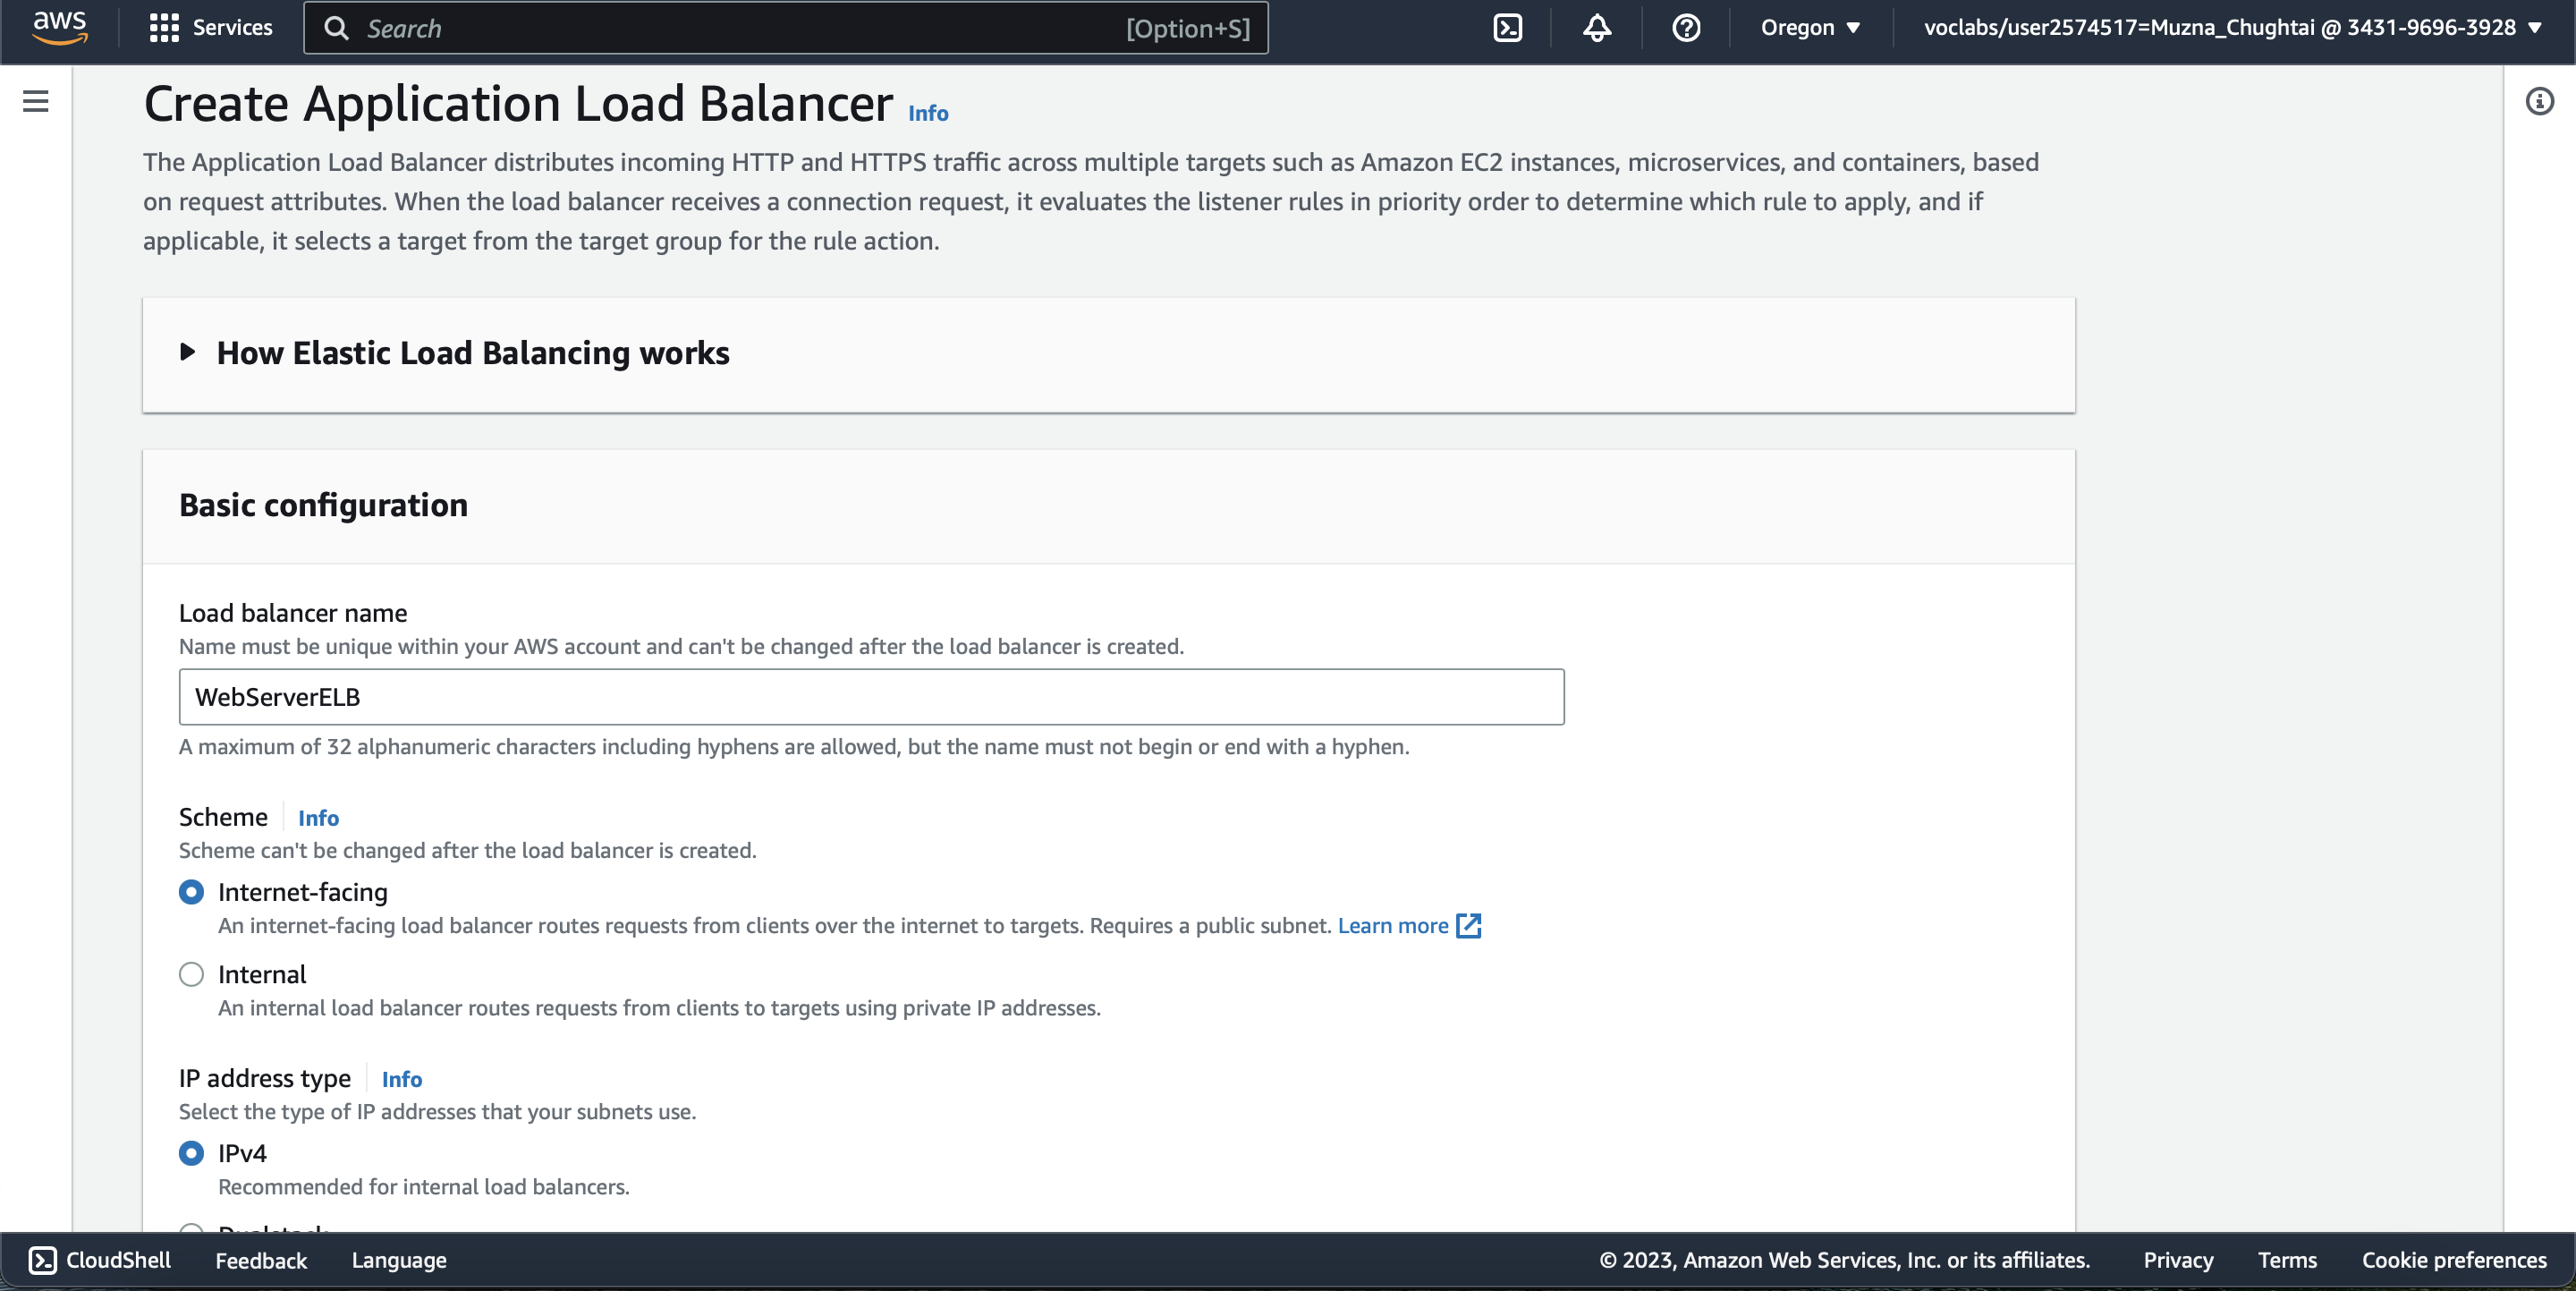 aws
Services
Search
[Option+S]
Oregon
voclabs/user2574517=Muzna_Chughtai @ 3431-9696-3928
Create Application Load Balancer Info
The Application Load Balancer distributes incoming HTTP and HTTPS traffic across multiple targets such as Amazon EC2 instances, microservices, and containers, based
on request attributes. When the load balancer receives a connection request, it evaluates the listener rules in priority order to determine which rule to apply, and if
applicable, it selects a target from the target group for the rule action.
How Elastic Load Balancing works
Basic configuration
Load balancer name
Name must be unique within your AWS account and can't be changed after the load balancer is created.
WebServerELB
A maximum of 32 alphanumeric characters including hyphens are allowed, but the name must not begin or end with a hyphen.
Scheme Info
Scheme can't be changed after the load balancer is created.
Internet-facing
An internet-facing load balancer routes requests from clients over the internet to targets. Requires a public subnet. Learn more
Internal
An internal load balancer routes requests from clients to targets using private IP addresses.
IP address type Info
Select the type of IP addresses that your subnets use.
IPv4
Recommended for internal load balancers.
CloudShell
Feedback
Language
© 2023, Amazon Web Services, Inc. or its affiliates.
Privacy
Terms
Cookie preferences